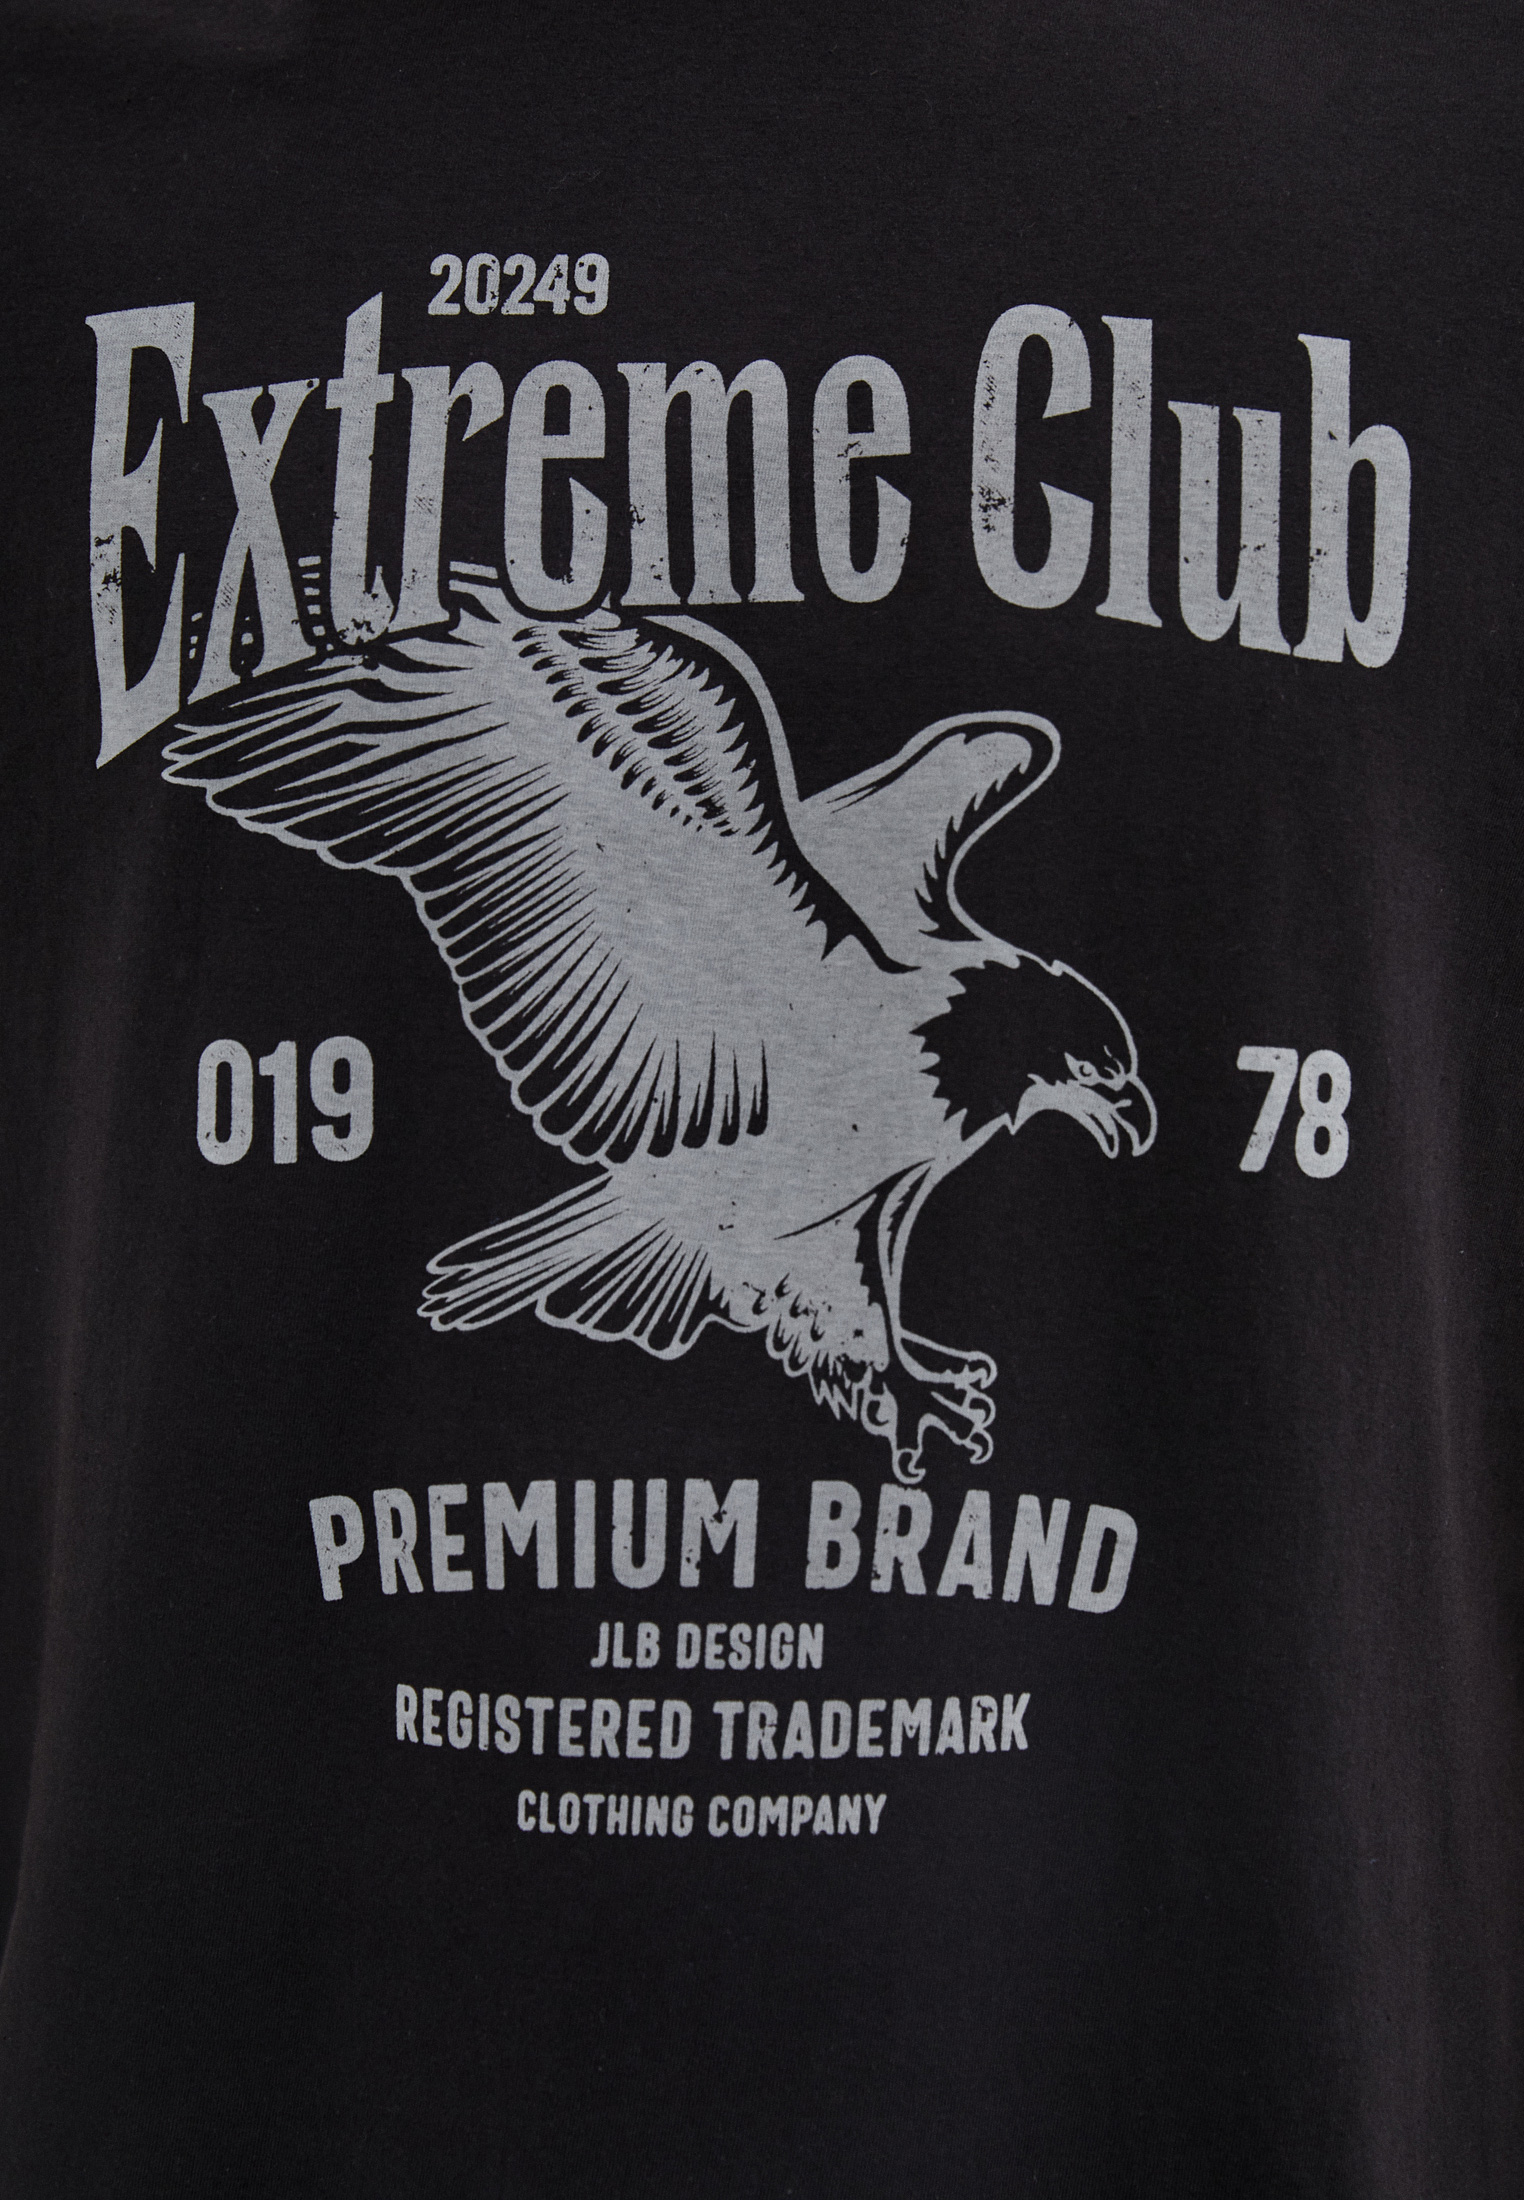 20249
Extreme Club
019
78
PREMIUM BRAND
JLB DESIGN
REGISTERED TRADEMARK
CLOTHING COMPANY